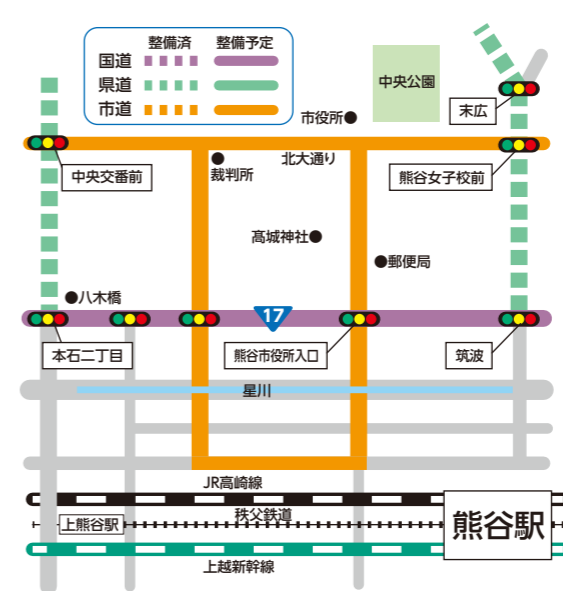 整備済 整備予定
国道
県道
市道
中央公園
市役所
末広
北大通り
裁判所
中央交番前
熊谷女子校前
髙城神社
郵便局
八木橋
17
本石二丁目
熊谷市役所入口
筑波
星川
JR高崎線
秩父鉄道
上熊谷駅
熊谷駅
上越新幹線